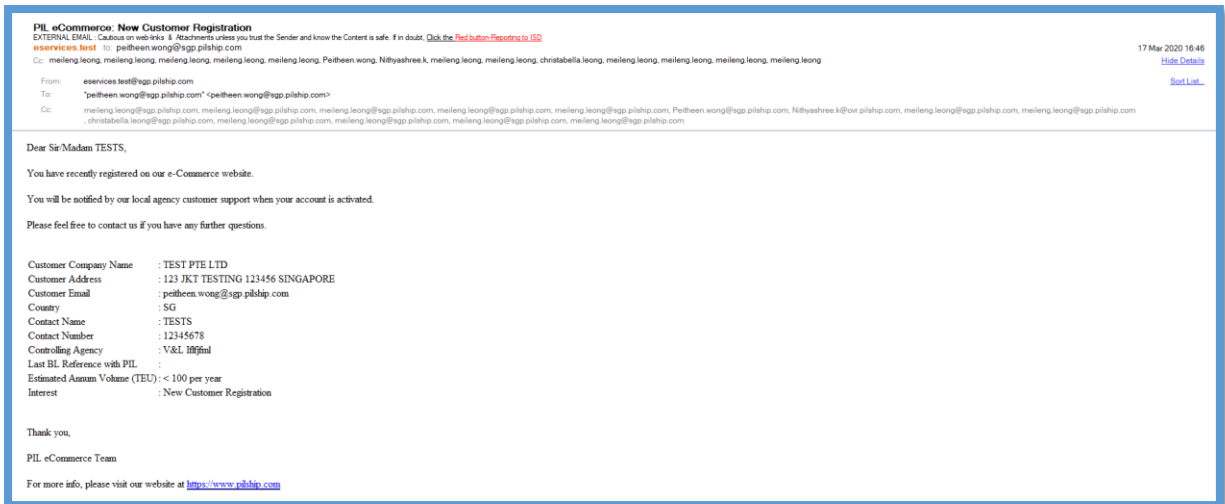 PIL eCommerce: New Customer Registration
EXTERNAL EMAIL : Cautious on web-links & Attachments unless you trust the Sender and know the Content is safe. If in doubt, Click the Red button-Reporting to ISD
eservices.test to: peitheen.wong@sgp.pilship.com 17 Mar 2020 16:46
Cc: meileng.leong, meileng.leong, meileng.leong, meileng.leong, meileng.leong, Peitheen.wong, Nithyashree.k, meileng.leong, meileng.leong, christabella.leong, meileng.leong, meileng.leong, meileng.leong, meileng.leong Hide Details
From: eservices.test@sgp.pilship.com Sort List...
To: "peitheen.wong@sgp.pilship.com" <peitheen.wong@sgp.pilship.com>
Cc: meileng.leong@sgp.pilship.com, meileng.leong@sgp.pilship.com, meileng.leong@sgp.pilship.com, meileng.leong@sgp.pilship.com, meileng.leong@sgp.pilship.com, Peitheen.wong@sgp.pilship.com, Nithyashree.k@ovr.pilship.com, meileng.leong@sgp.pilship.com, meileng.leong@sgp.pilship.com
, christabella.leong@sgp.pilship.com, meileng.leong@sgp.pilship.com, meileng.leong@sgp.pilship.com, meileng.leong@sgp.pilship.com, meileng.leong@sgp.pilship.com
Dear Sir/Madam TESTS,
You have recently registered on our e-Commerce website.
You will be notified by our local agency customer support when your account is activated.
Please feel free to contact us if you have any further questions.
Customer Company Name : TEST PTE LTD
Customer Address : 123 JKT TESTING 123456 SINGAPORE
Customer Email : peitheen.wong@sgp.pilship.com
Country : SG
Contact Name : TESTS
Contact Number : 12345678
Controlling Agency : V&L
Last BL Reference with PIL :
Estimated Annum Volume (TEU) : < 100 per year
Interest : New Customer Registration
Thank you,
PIL eCommerce Team
For more info, please visit our website at https://www.pilship.com